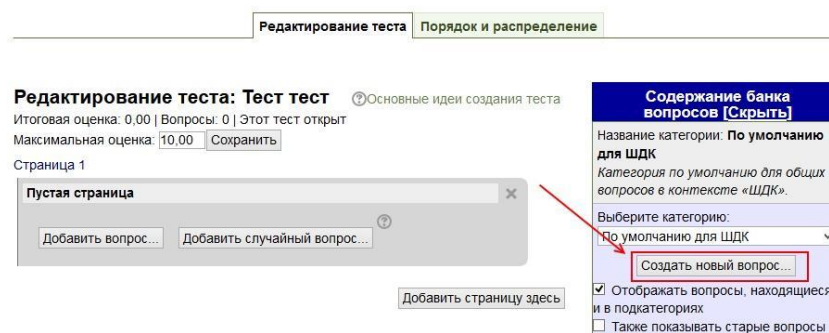 Редактирование теста Порядок и распределение
Редактирование теста: Тест тест ?Основные идеи создания теста
Итоговая оценка: 0,00 | Вопросы: 0 | Этот тест открыт
Максимальная оценка: 10,00 Сохранить
Страница 1
Пустая страница ×
?
Добавить вопрос... Добавить случайный вопрос...
Добавить страницу здесь
Содержание банка
вопросов [Скрыть]
Название категории: По умолчанию
для ШДК
Категория по умолчанию для общих
вопросов в контексте «ШДК».
Выберите категорию:
По умолчанию для ШДК
Создать новый вопрос...
Отображать вопросы, находящиеся
и в подкатегориях
Также показывать старые вопросы